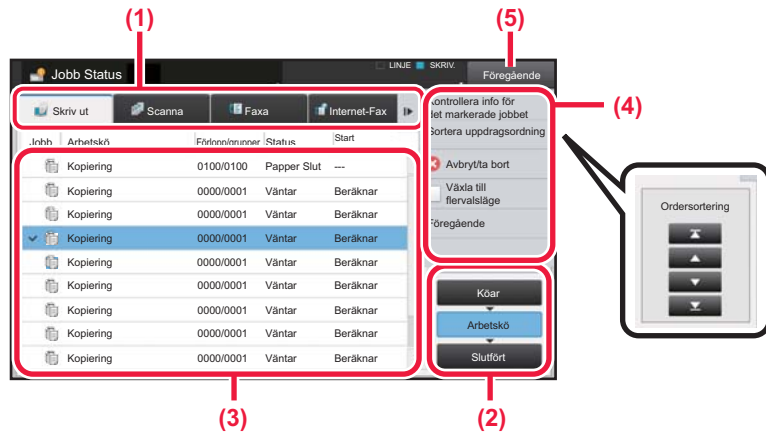 (1)
(5)
Jobb Status
LINJE
SKRIV.
Föregående
Skriv ut
Scanna
Faxa
Internet-Fax
Jobb Arbetskö Förlopp/grupper Status Start
Kopiering 0100/0100 Papper Slut ---
Kopiering 0000/0001 Väntar Beräknar
Kopiering 0000/0001 Väntar Beräknar
Kopiering 0000/0001 Väntar Beräknar
Kopiering 0000/0001 Väntar Beräknar
Kopiering 0000/0001 Väntar Beräknar
Kopiering 0000/0001 Väntar Beräknar
Kopiering 0000/0001 Väntar Beräknar
Kopiering 0000/0001 Väntar Beräknar
Kontrollera info för
det markerade jobbet
Sortera uppdragsordning
Avbryt/ta bort
Växla till
flervalsläge
Föregående
(4)
Ordersortering
Köar
Arbetskö
Slutfört
(3)
(2)